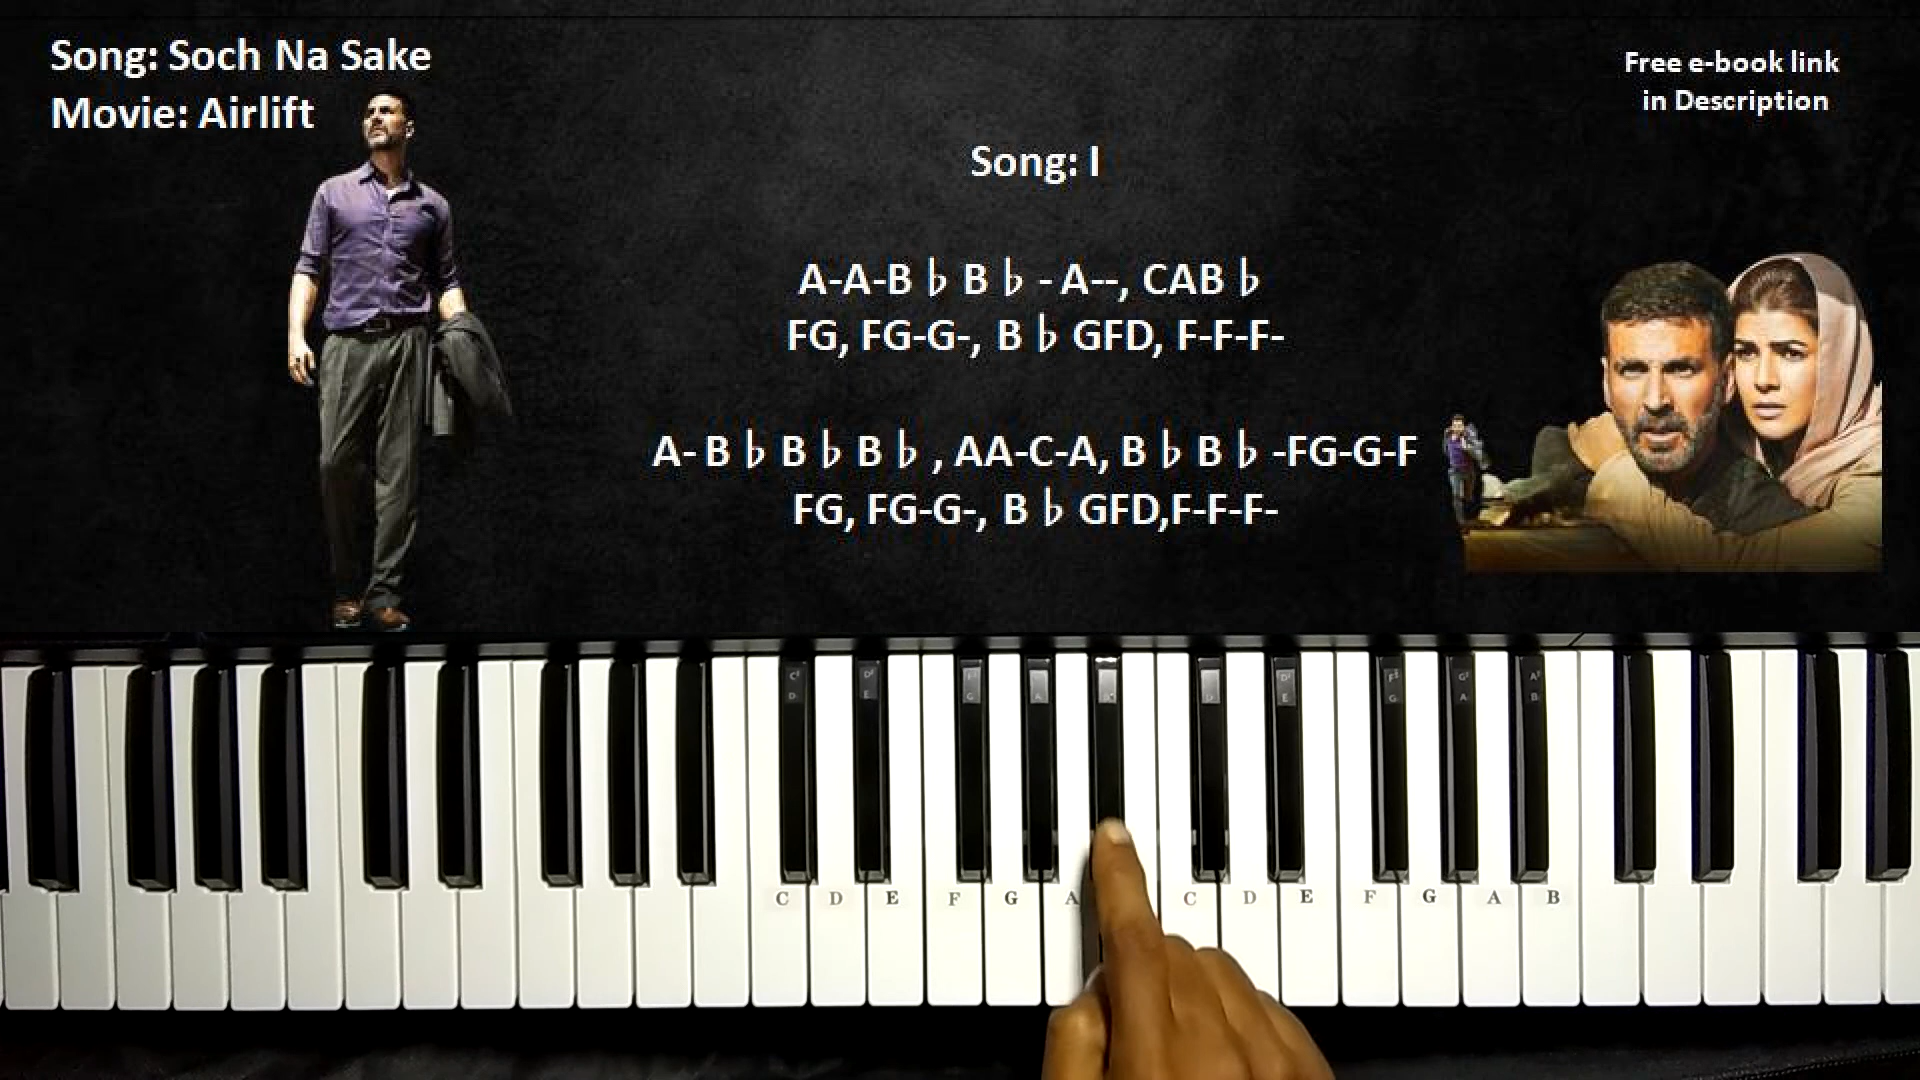 Song: Soch Na Sake
Movie: Airlift
Free e-book link
in Description
Song: I
A-A-B♭B♭-A--, CAB♭
FG, FG-G-, B♭GFD, F-F-F-
A-B♭B♭B♭, AA-C-A, B♭B♭-FG-G-F
FG, FG-G-, B♭GFD,F-F-F-
C D E F G A C D E F G A B